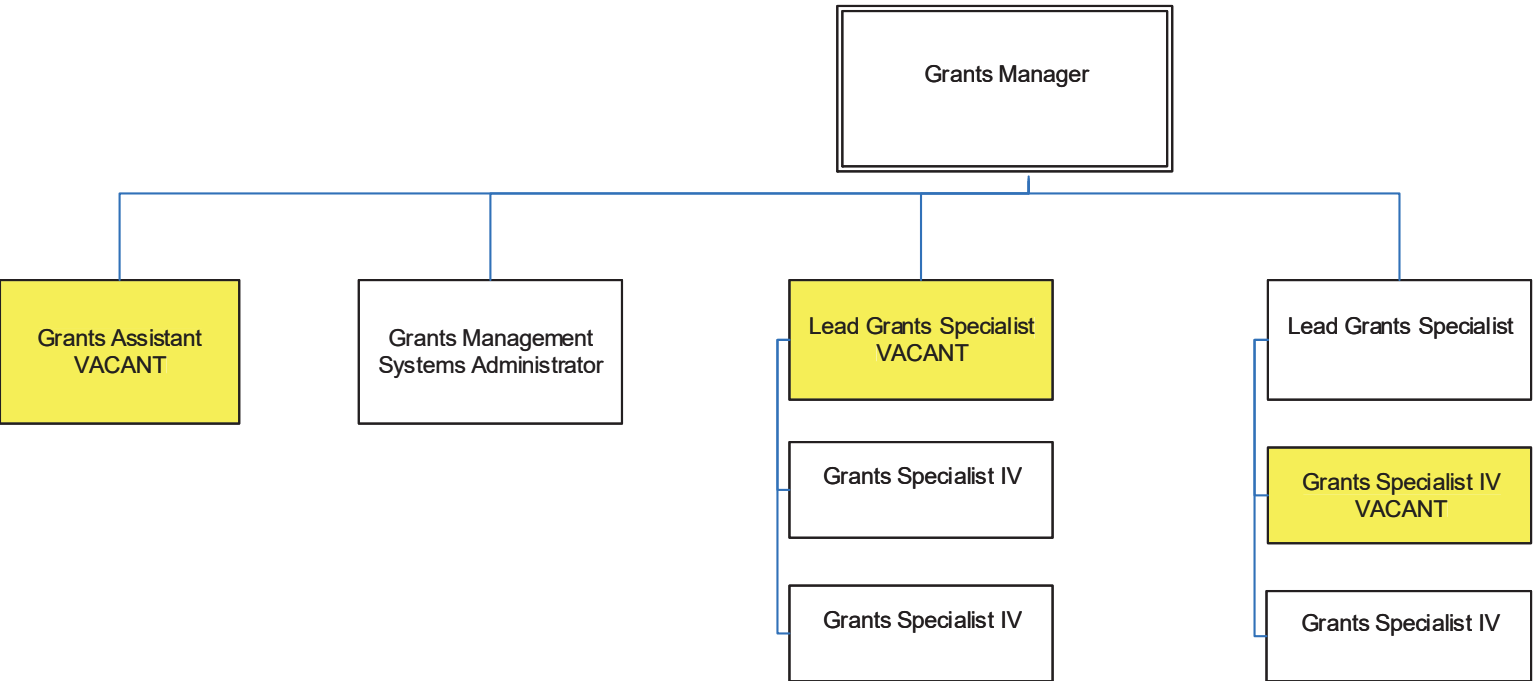 Grants Manager
Grants Assistant
VACANT
Grants Management
Systems Administrator
Lead Grants Specialist
VACANT
Lead Grants Specialist
Grants Specialist IV
Grants Specialist IV
VACANT
Grants Specialist IV
Grants Specialist IV